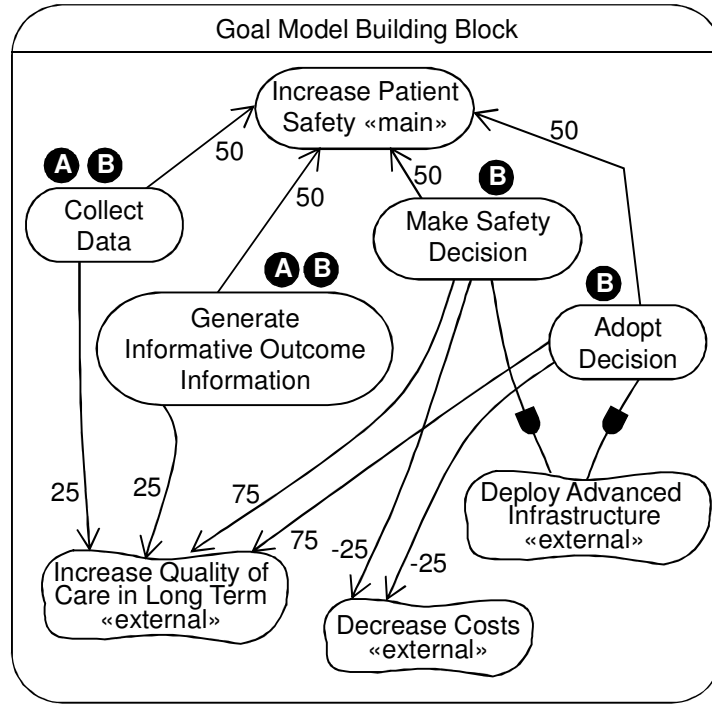 Goal Model Building Block
Increase Patient
Safety «main»
50
50
50
50
A B
Collect
Data
B
Make Safety
Decision
A B
Generate
Informative Outcome
Information
B
Adopt
Decision
25
25
75
75
-25
-25
Deploy Advanced
Infrastructure
«external»
Increase Quality of
Care in Long Term
«external»
Decrease Costs
«external»